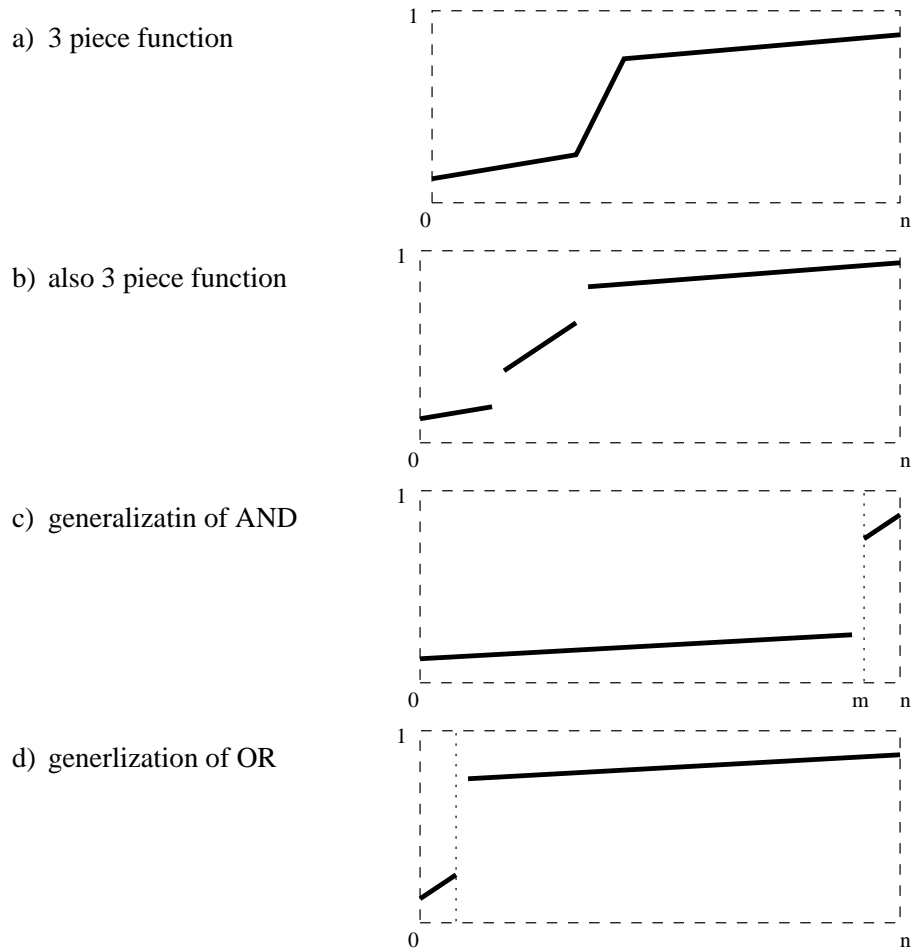 1
a) 3 piece function
0 n
1
b) also 3 piece function
0 n
1
c) generalizatin of AND
0 m n
1
d) generlization of OR
0 n